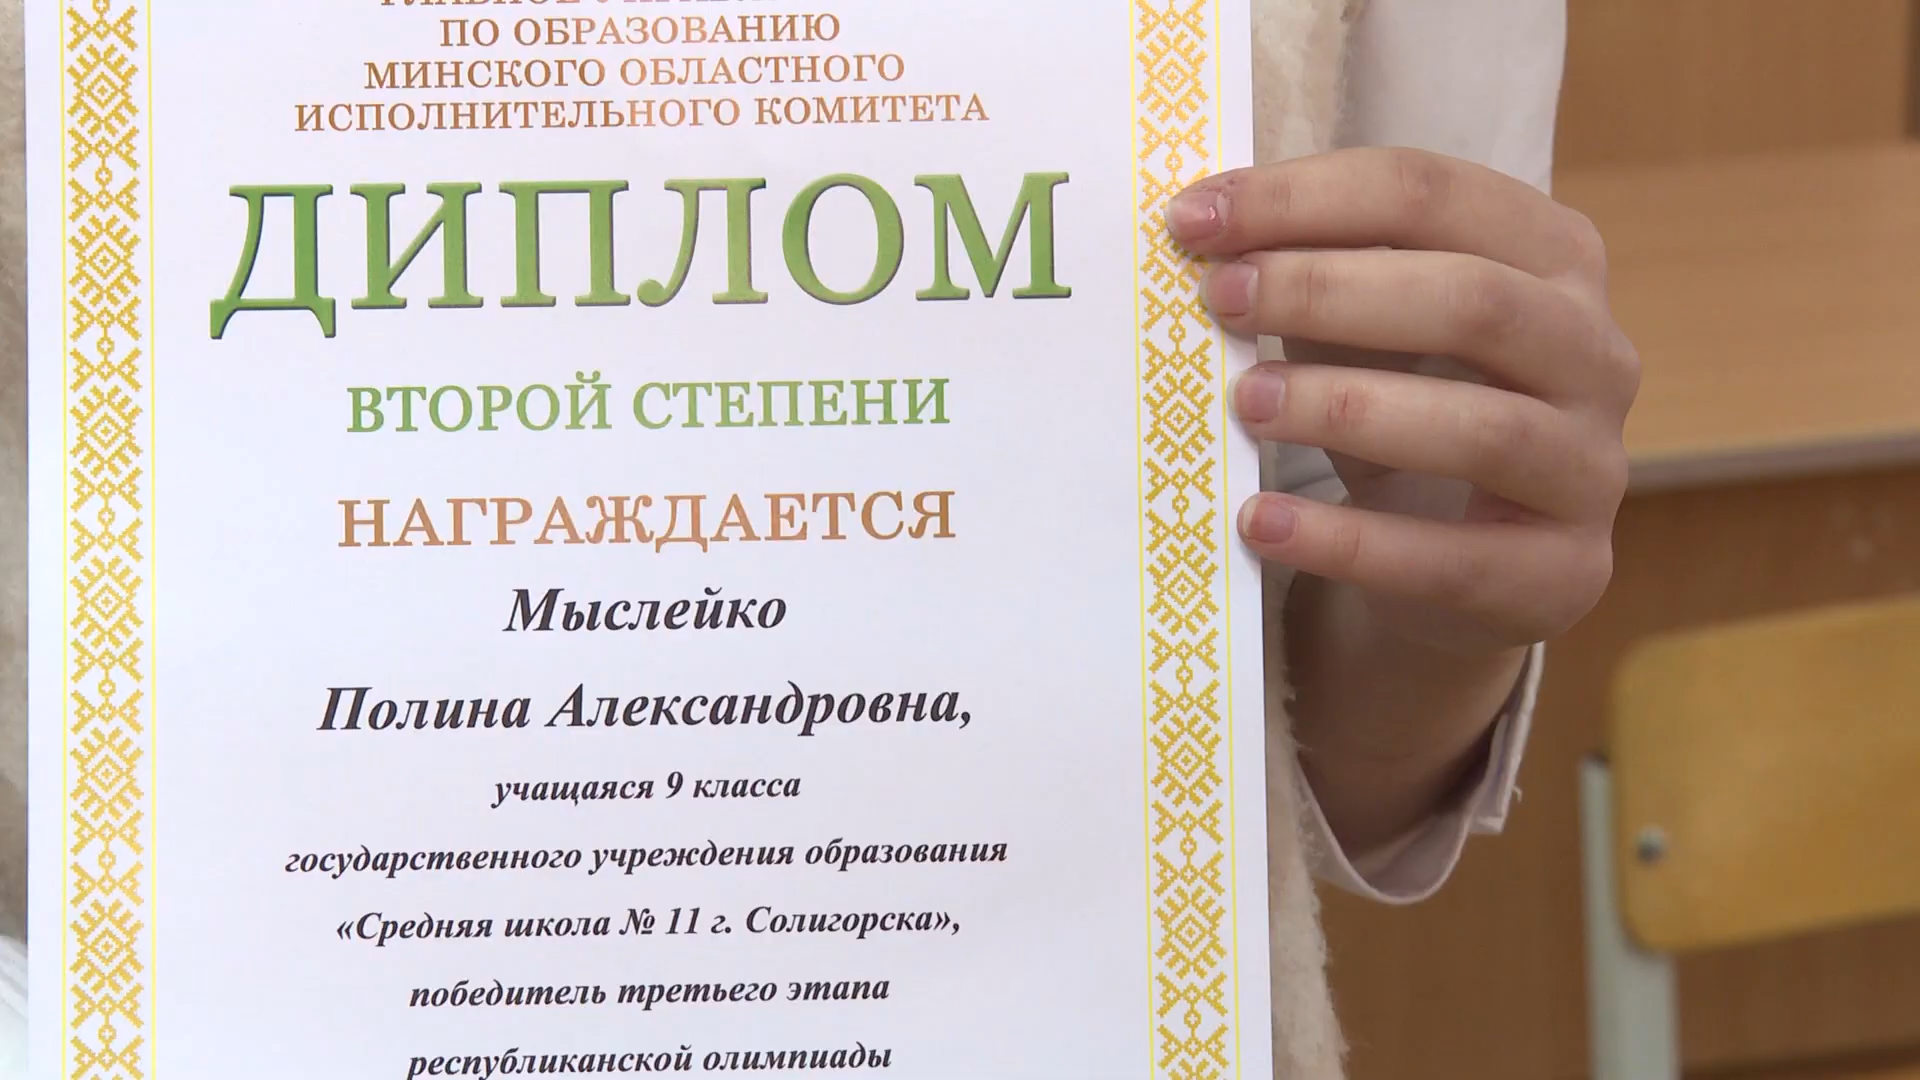 ПО ОБРАЗОВАНИЮ
МИНСКОГО ОБЛАСТНОГО
ИСПОЛНИТЕЛЬНОГО КОМИТЕТА
ДИПЛОМ
ВТОРОЙ СТЕПЕНИ
НАГРАЖДАЕТСЯ
Мыслейко
Полина Александровна,
учащаяся 9 класса
государственного учреждения образования
«Средняя школа № 11 г. Солигорска»,
победитель третьего этапа
республиканской олимпиады